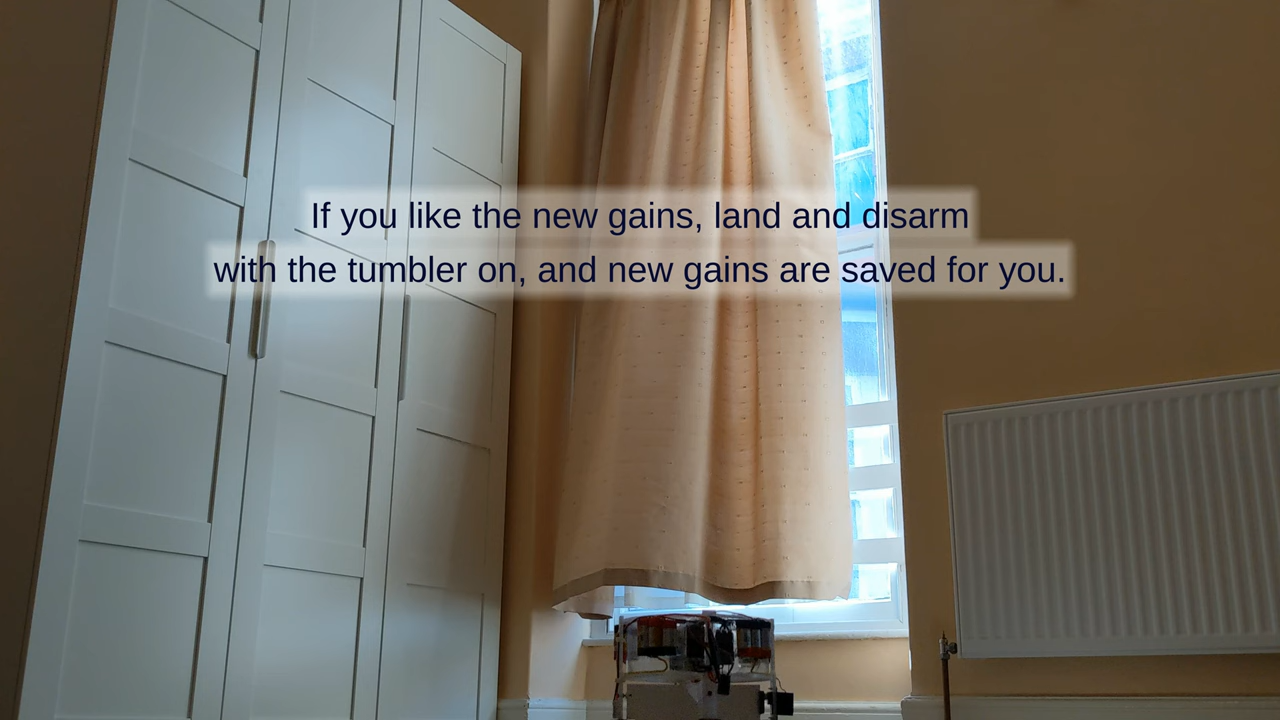 If you like the new gains, land and disarm
with the tumbler on, and new gains are saved for you.